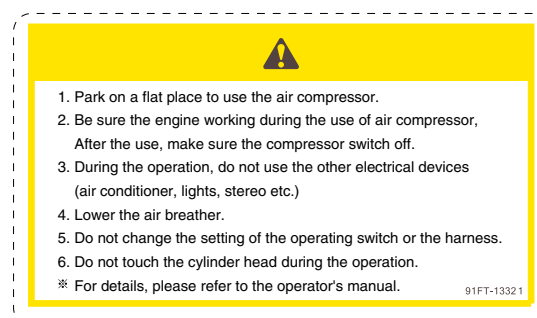 1. Park on a flat place to use the air compressor.
2. Be sure the engine working during the use of air compressor,
After the use, make sure the compressor switch off.
3. During the operation, do not use the other electrical devices
(air conditioner, lights, stereo etc.)
4. Lower the air breather.
5. Do not change the setting of the operating switch or the harness.
6. Do not touch the cylinder head during the operation.
※ For details, please refer to the operator's manual.
91FT-13321